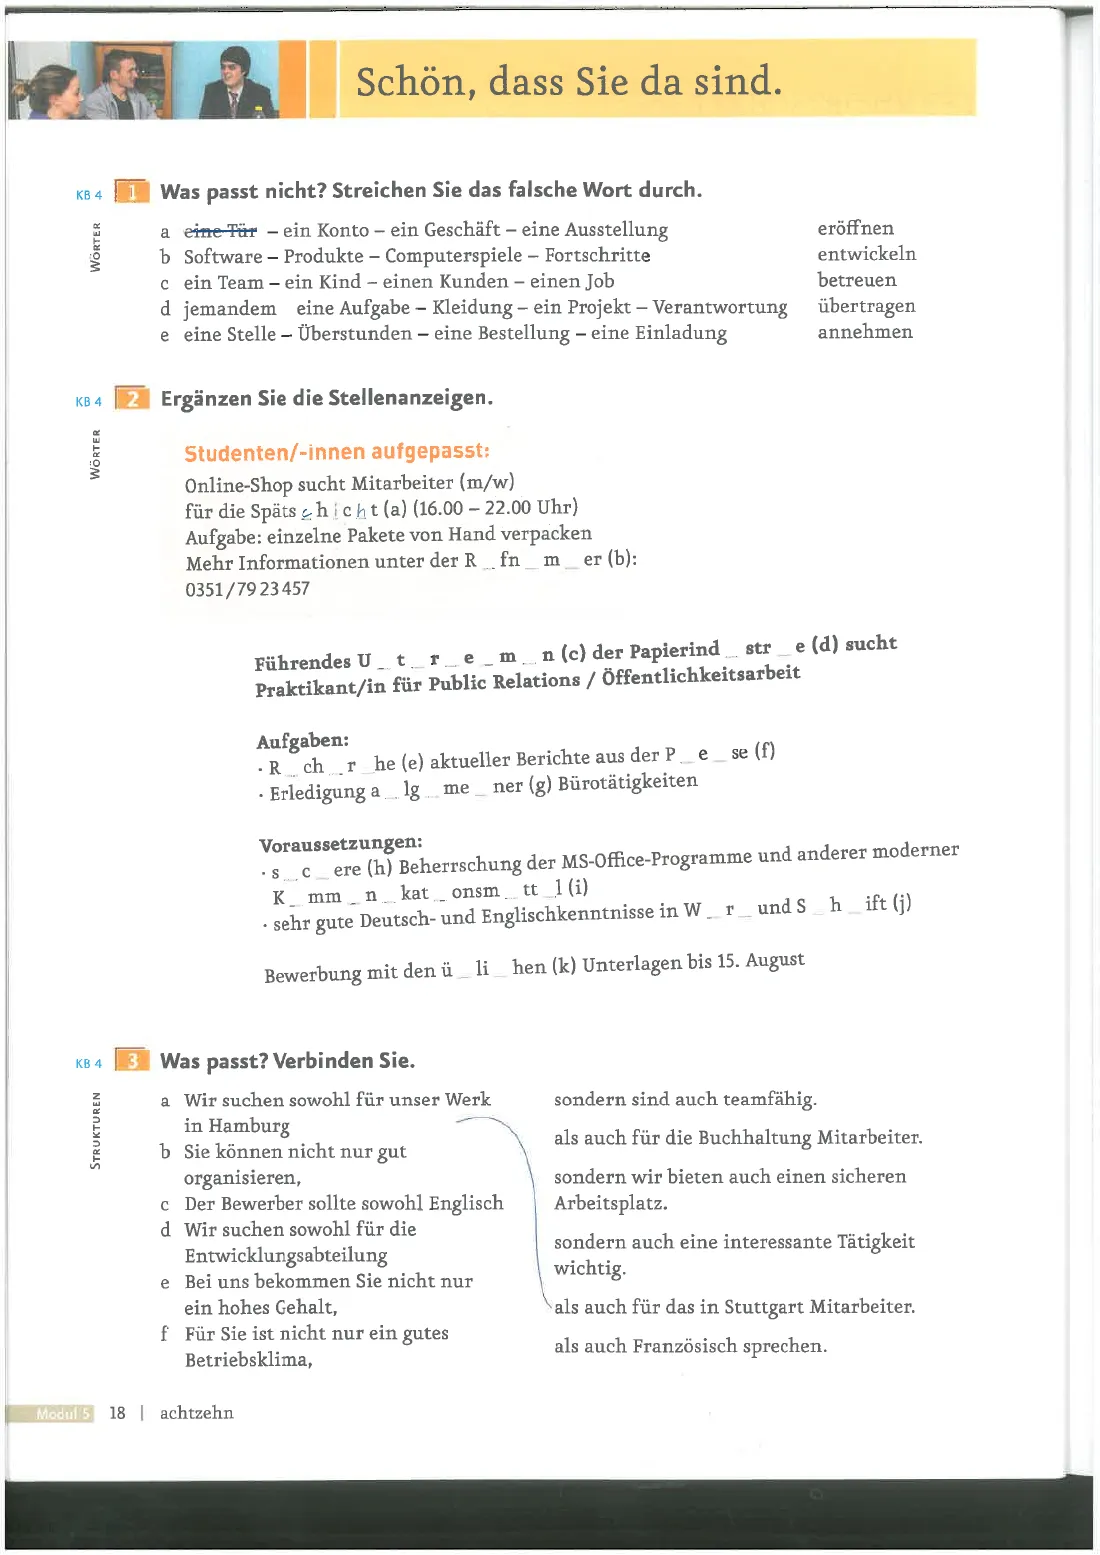 Schön, dass Sie da sind.
KB 4 1 Was passt nicht? Streichen Sie das falsche Wort durch.
WÖRTER
a eine Tür – ein Konto – ein Geschäft – eine Ausstellung eröffnen
b Software – Produkte – Computerspiele – Fortschritte entwickeln
c ein Team – ein Kind – einen Kunden – einen Job betreuen
d jemandem eine Aufgabe – Kleidung – ein Projekt – Verantwortung übertragen
e eine Stelle – Überstunden – eine Bestellung – eine Einladung annehmen
KB 4 2 Ergänzen Sie die Stellenanzeigen.
WÖRTER
Studenten/-innen aufgepasst:
Online-Shop sucht Mitarbeiter (m/w)
für die Späts c h i c h t (a) (16.00 – 22.00 Uhr)
Aufgabe: einzelne Pakete von Hand verpacken
Mehr Informationen unter der R _ fn _ m _ er (b):
0351/79 23 457
Führendes U _ t _ r _ e _ m _ n (c) der Papierind _ str _ e (d) sucht
Praktikant/in für Public Relations / Öffentlichkeitsarbeit
Aufgaben:
· R _ ch _ r _ he (e) aktueller Berichte aus der P _ e _ se (f)
· Erledigung a _ lg _ me _ ner (g) Bürotätigkeiten
Voraussetzungen:
· s _ c _ ere (h) Beherrschung der MS-Office-Programme und anderer moderner
K _ mm _ n _ kat _ onsm _ tt _ l (i)
· sehr gute Deutsch- und Englischkenntnisse in W _ r _ und S _ h _ ift (j)
Bewerbung mit den ü _ li _ hen (k) Unterlagen bis 15. August
KB 4 3 Was passt? Verbinden Sie.
STRUKTUREN
a Wir suchen sowohl für unser Werk
in Hamburg
b Sie können nicht nur gut
organisieren,
c Der Bewerber sollte sowohl Englisch
d Wir suchen sowohl für die
Entwicklungsabteilung
e Bei uns bekommen Sie nicht nur
ein hohes Gehalt,
f Für Sie ist nicht nur ein gutes
Betriebsklima,
sondern sind auch teamfähig.
als auch für die Buchhaltung Mitarbeiter.
sondern wir bieten auch einen sicheren
Arbeitsplatz.
sondern auch eine interessante Tätigkeit
wichtig.
als auch für das in Stuttgart Mitarbeiter.
als auch Französisch sprechen.
Modul 5 18 | achtzehn